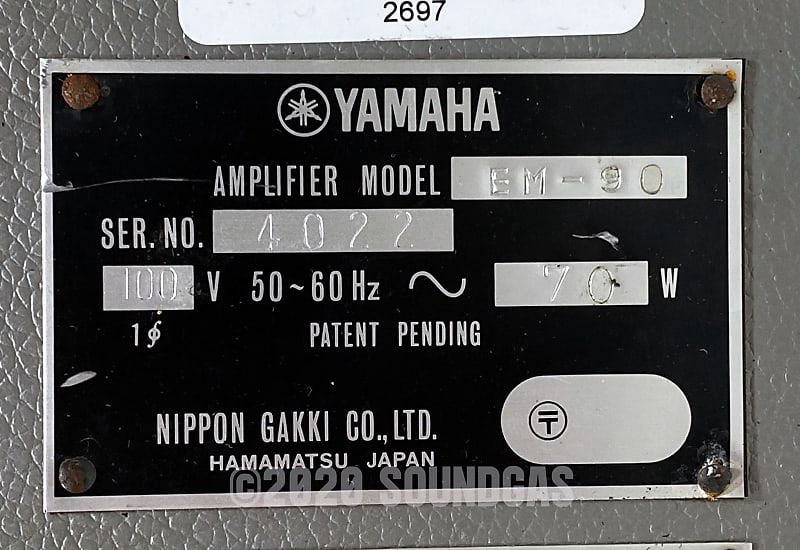 2697
YAMAHA
AMPLIFIER MODEL EM-90
SER. NO. 4022
100 V 50~60 Hz ~ 70 W
1∮ PATENT PENDING
〒
NIPPON GAKKI CO., LTD.
HAMAMATSU JAPAN
©2020 SOUNDGAS